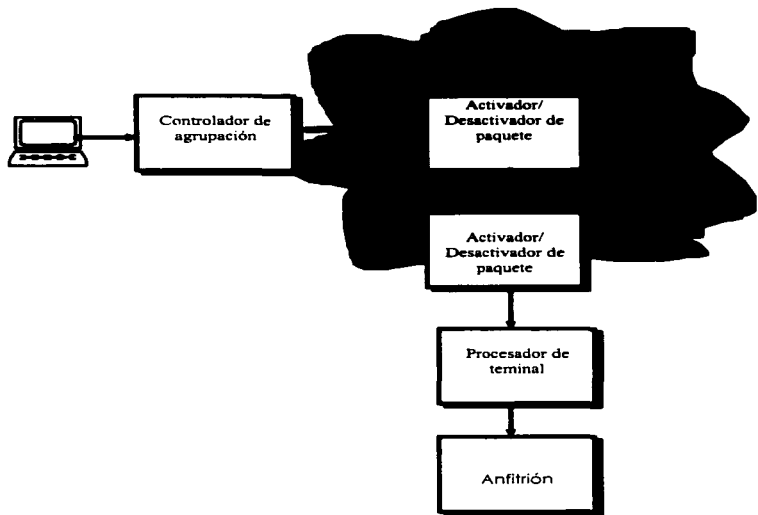 Controlador de
agrupación
Activador/
Desactivador de
paquete
Activador/
Desactivador de
paquete
Procesador de
teminal
Anfitrión